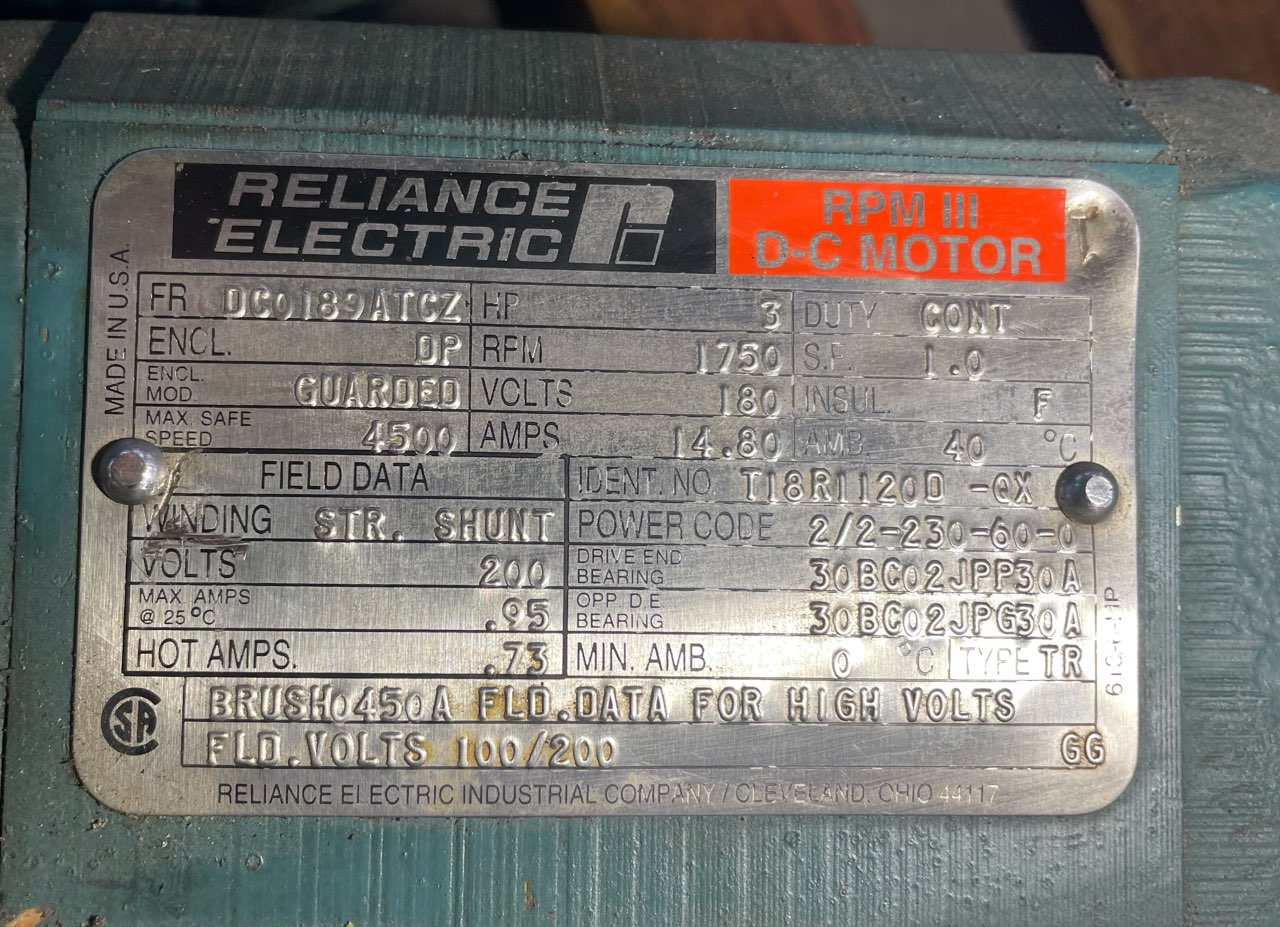 RELIANCE
ELECTRIC
RPM III
D-C MOTOR
MADE IN U.S.A.
FR DC0189ATCZ HP 3 DUTY CONT
ENCL. DP RPM 1750 S.F. 1.0
ENCL. MOD. GUARDED VOLTS 180 INSUL. F
MAX SAFE SPEED 4500 AMPS 14.80 AMB. 40 °C
FIELD DATA IDENT. NO T18R1120D -QX
WINDING STR. SHUNT POWER CODE 2/2-230-60-0
VOLTS 200 DRIVE END BEARING 30BC02JPP30A
MAX AMPS @ 25°C .95 OPP D.E BEARING 30BC02JPG30A
HOT AMPS. .73 MIN. AMB. 0 °C TYPE TR
BRUSH0450A FLD.DATA FOR HIGH VOLTS
FLD.VOLTS 100/200 GG
RELIANCE ELECTRIC INDUSTRIAL COMPANY / CLEVELAND, OHIO 44117